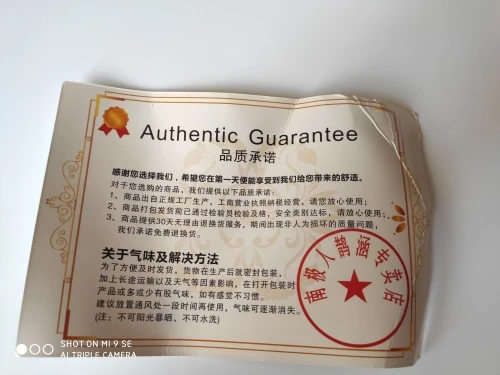 Authentic Guarantee
品质承诺
感谢您选择我们，希望您在第一天便能享受到我们给您带来的舒适。
对于您选购的商品，我们提供以下品质承诺：
1、商品出自正规工厂生产，工商营业执照纳税经营，请您放心使用；
2、商品打包发货前已通过检验员检验及格，安全类别达标，请放心使用；
3、商品提供30天无理由退换货服务，期间出现非人为损坏的质量问题，
我们承诺免费退换货。
关于气味及解决方法
为了方便及时发货，货物在生产后就密封包装，
加上长途运输以及天气等因素影响，在打开包装时
产品或多或少有股气味，如有感觉不习惯。
建议放置通风处一段时间再使用，气味可逐渐消失。
(注：不可阳光暴晒、不可水洗)
南极人语涵专卖店
SHOT ON MI 9 SE
AI TRIPLE CAMERA